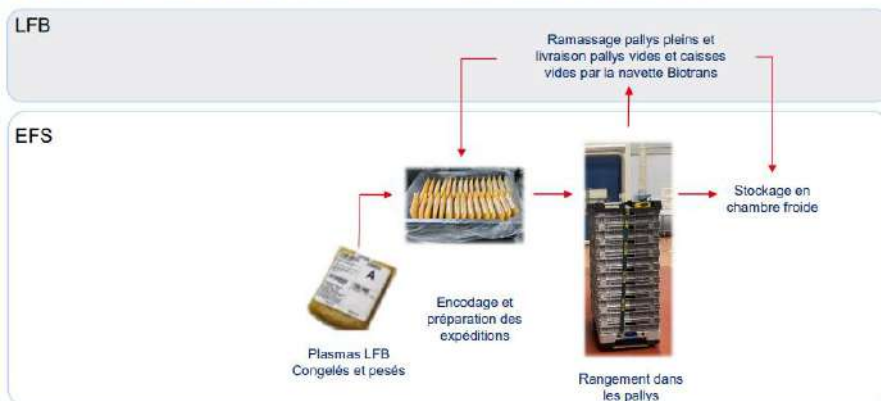 LFB
Ramassage pallys pleins et
livraison pallys vides et caisses
vides par la navette Biotrans
EFS
Stockage en
chambre froide
A
Encodage et
préparation des
expéditions
Plasmas LFB
Congelés et pesés
Rangement dans
les pallys